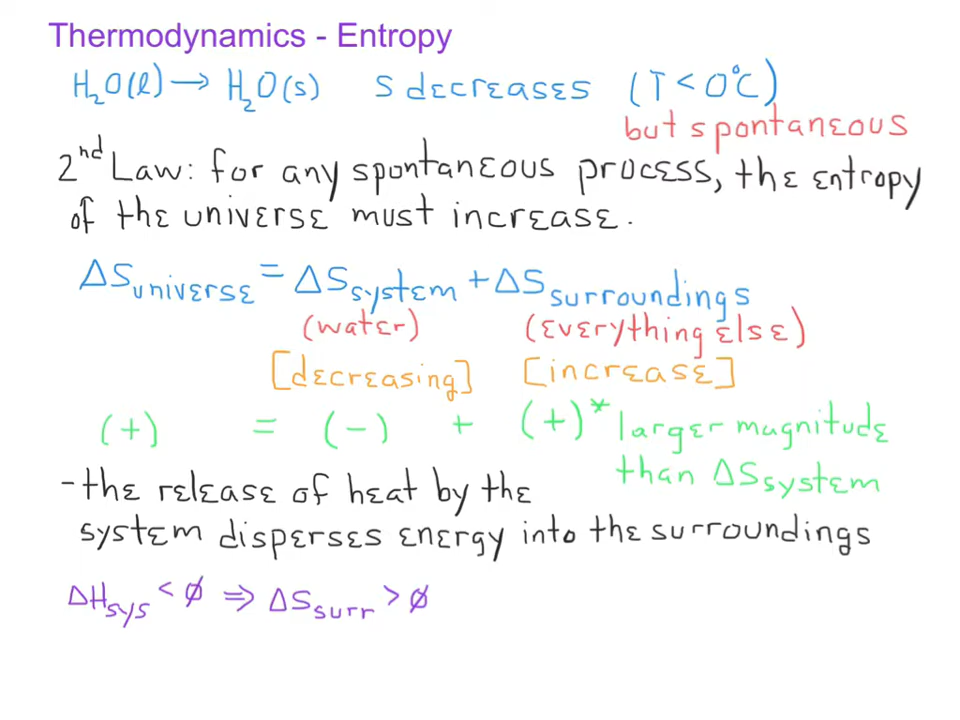 Thermodynamics - Entropy
H₂O(l) → H₂O(s) S decreases (T < 0°C)
but spontaneous
2nd Law: for any spontaneous process, the entropy
of the universe must increase.
ΔSuniverse = ΔSsystem + ΔSsurroundings
(water) (everything else)
[decreasing] [increase]
(+) = (-) + (+)* larger magnitude
than ΔSsystem
- the release of heat by the
system disperses energy into the surroundings
ΔHsys < 0 ⇒ ΔSsurr > 0